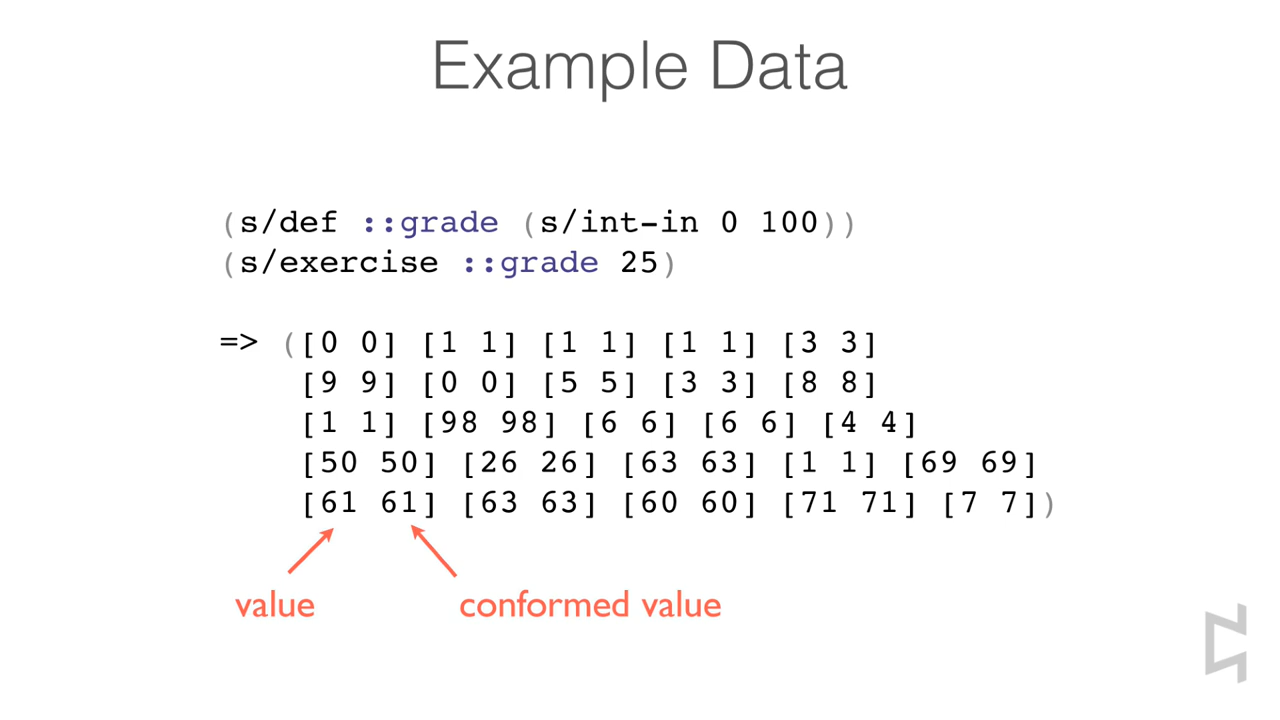 Example Data
(s/def ::grade (s/int-in 0 100))
(s/exercise ::grade 25)
=> ([0 0] [1 1] [1 1] [1 1] [3 3]
[9 9] [0 0] [5 5] [3 3] [8 8]
[1 1] [98 98] [6 6] [6 6] [4 4]
[50 50] [26 26] [63 63] [1 1] [69 69]
[61 61] [63 63] [60 60] [71 71] [7 7])
value
conformed value